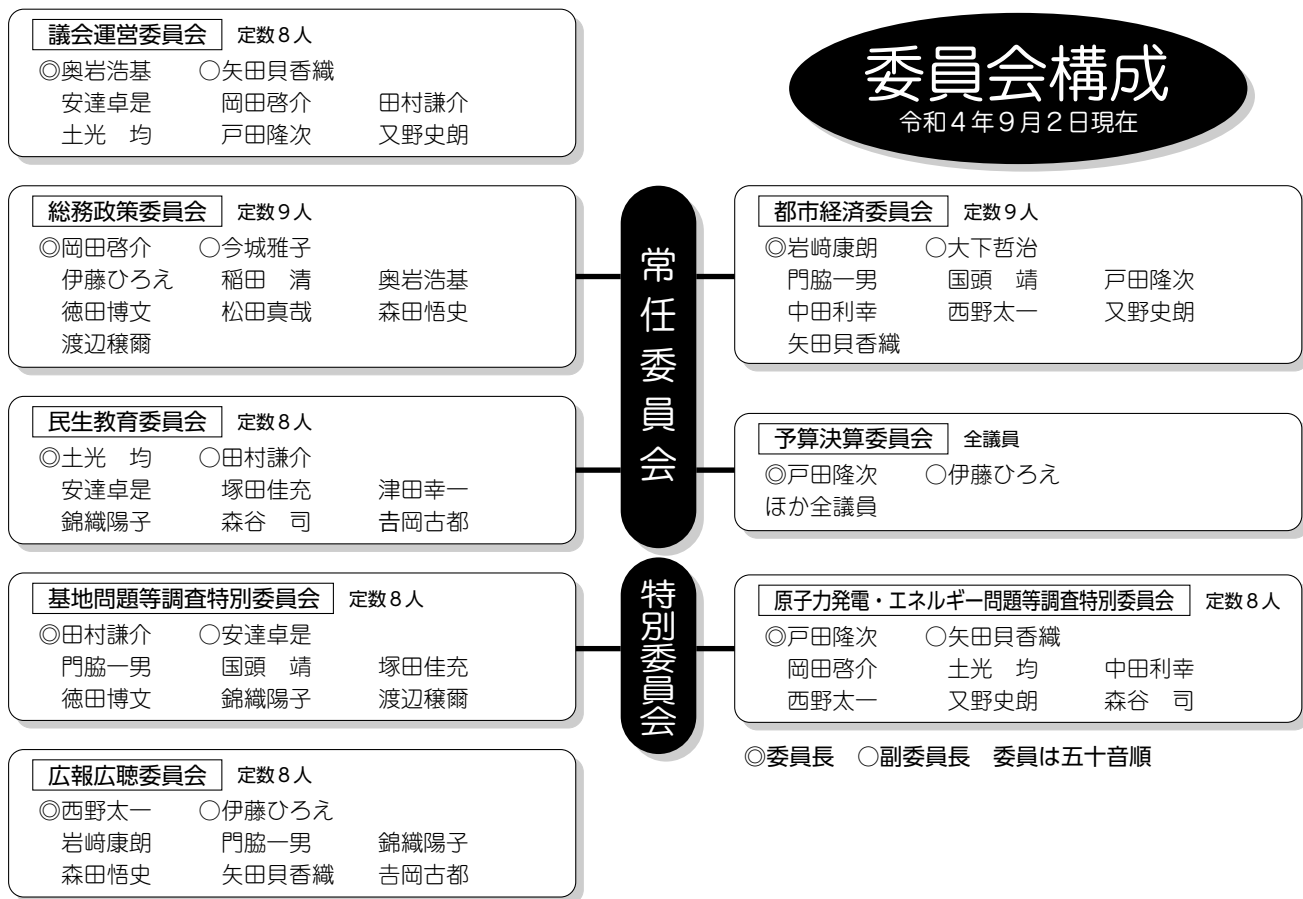 委員会構成
令和4年9月2日現在
議会運営委員会 定数8人
◎奥岩浩基 ○矢田貝香織
安達卓是 岡田啓介 田村謙介
土光 均 戸田隆次 又野史朗
常任委員会
総務政策委員会 定数9人
◎岡田啓介 ○今城雅子
伊藤ひろえ 稲田 清 奥岩浩基
徳田博文 松田真哉 森田悟史
渡辺穣爾
都市経済委員会 定数9人
◎岩﨑康朗 ○大下哲治
門脇一男 国頭 靖 戸田隆次
中田利幸 西野太一 又野史朗
矢田貝香織
民生教育委員会 定数8人
◎土光 均 ○田村謙介
安達卓是 塚田佳充 津田幸一
錦織陽子 森谷 司 𠮷岡古都
予算決算委員会 全議員
◎戸田隆次 ○伊藤ひろえ
ほか全議員
特別委員会
基地問題等調査特別委員会 定数8人
◎田村謙介 ○安達卓是
門脇一男 国頭 靖 塚田佳充
徳田博文 錦織陽子 渡辺穣爾
原子力発電・エネルギー問題等調査特別委員会 定数8人
◎戸田隆次 ○矢田貝香織
岡田啓介 土光 均 中田利幸
西野太一 又野史朗 森谷 司
◎委員長 ○副委員長 委員は五十音順
広報広聴委員会 定数8人
◎西野太一 ○伊藤ひろえ
岩﨑康朗 門脇一男 錦織陽子
森田悟史 矢田貝香織 𠮷岡古都